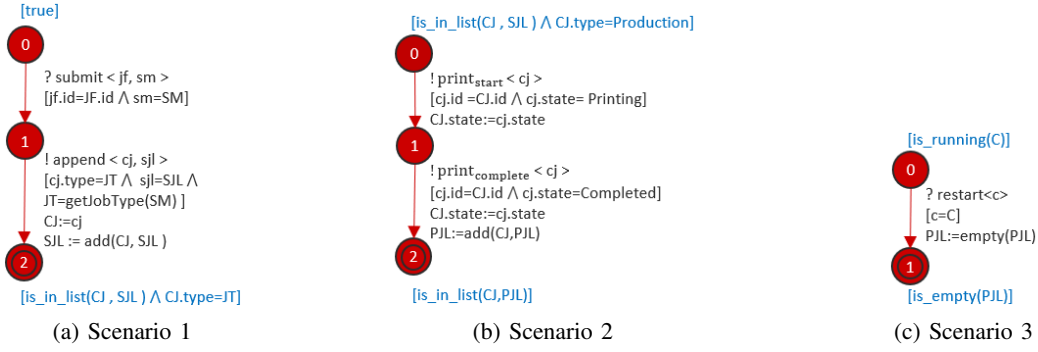 [true]
0
? submit < jf, sm >
[jf.id=JF.id ∧ sm=SM]
1
! append < cj, sjl >
[cj.type=JT ∧ sjl=SJL ∧
JT=getJobType(SM) ]
CJ:=cj
SJL := add(CJ, SJL )
2
[is_in_list(CJ , SJL ) ∧ CJ.type=JT]
(a) Scenario 1
[is_in_list(CJ , SJL ) ∧ CJ.type=Production]
0
! print_start < cj >
[cj.id =CJ.id ∧ cj.state= Printing]
CJ.state:=cj.state
1
! print_complete < cj >
[cj.id=CJ.id ∧ cj.state=Completed]
CJ.state:=cj.state
PJL:=add(CJ,PJL)
2
[is_in_list(CJ,PJL)]
(b) Scenario 2
[is_running(C)]
0
? restart<c>
[c=C]
PJL:=empty(PJL)
1
[is_empty(PJL)]
(c) Scenario 3